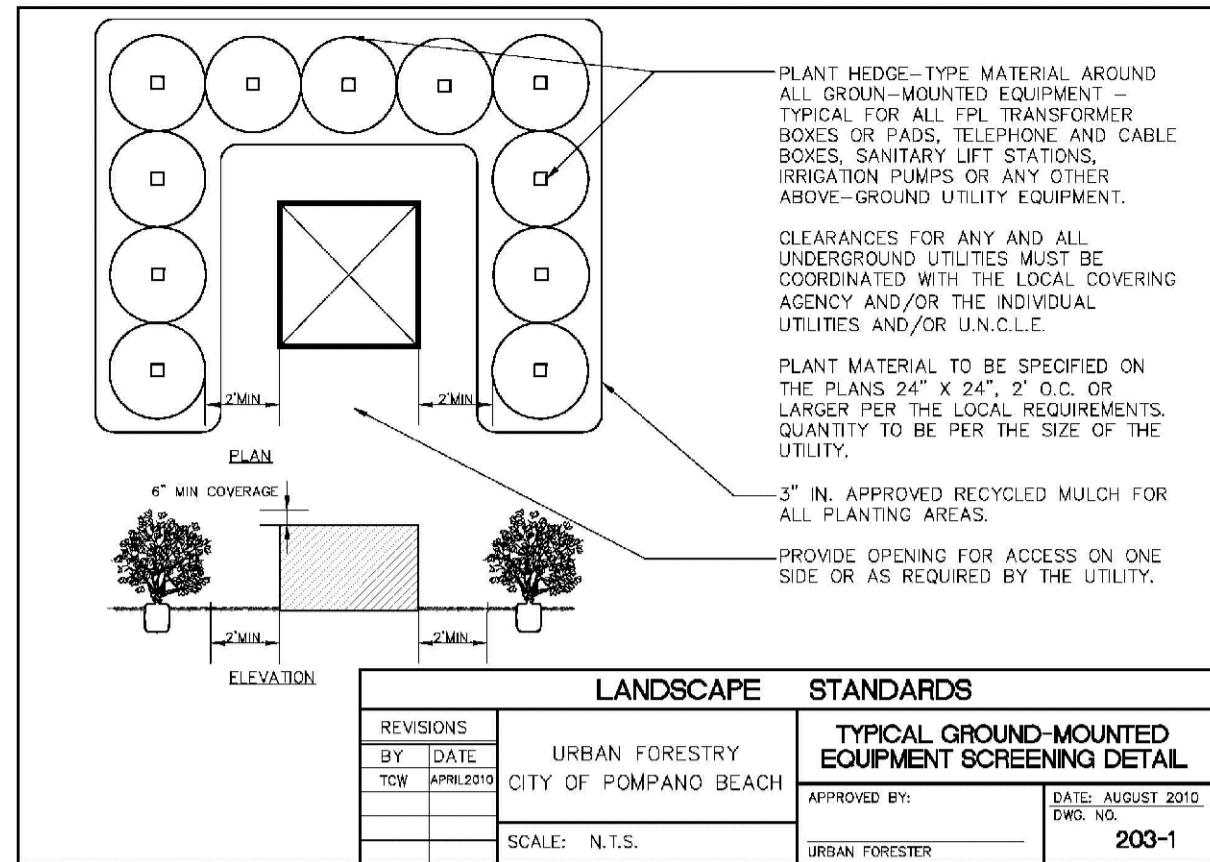 PLANT HEDGE-TYPE MATERIAL AROUND
ALL GROUN-MOUNTED EQUIPMENT –
TYPICAL FOR ALL FPL TRANSFORMER
BOXES OR PADS, TELEPHONE AND CABLE
BOXES, SANITARY LIFT STATIONS,
IRRIGATION PUMPS OR ANY OTHER
ABOVE-GROUND UTILITY EQUIPMENT.
CLEARANCES FOR ANY AND ALL
UNDERGROUND UTILITIES MUST BE
COORDINATED WITH THE LOCAL COVERING
AGENCY AND/OR THE INDIVIDUAL
UTILITIES AND/OR U.N.C.L.E.
PLANT MATERIAL TO BE SPECIFIED ON
THE PLANS 24" X 24", 2' O.C. OR
LARGER PER THE LOCAL REQUIREMENTS.
QUANTITY TO BE PER THE SIZE OF THE
UTILITY.
3" IN. APPROVED RECYCLED MULCH FOR
ALL PLANTING AREAS.
PROVIDE OPENING FOR ACCESS ON ONE
SIDE OR AS REQUIRED BY THE UTILITY.
2'MIN
2'MIN
PLAN
6" MIN COVERAGE
2'MIN.
2'MIN.
ELEVATION
LANDSCAPE STANDARDS
REVISIONS
BY DATE
TCW APRIL2010
URBAN FORESTRY
CITY OF POMPANO BEACH
SCALE: N.T.S.
TYPICAL GROUND-MOUNTED
EQUIPMENT SCREENING DETAIL
APPROVED BY:
URBAN FORESTER
DATE: AUGUST 2010
DWG. NO.
203-1